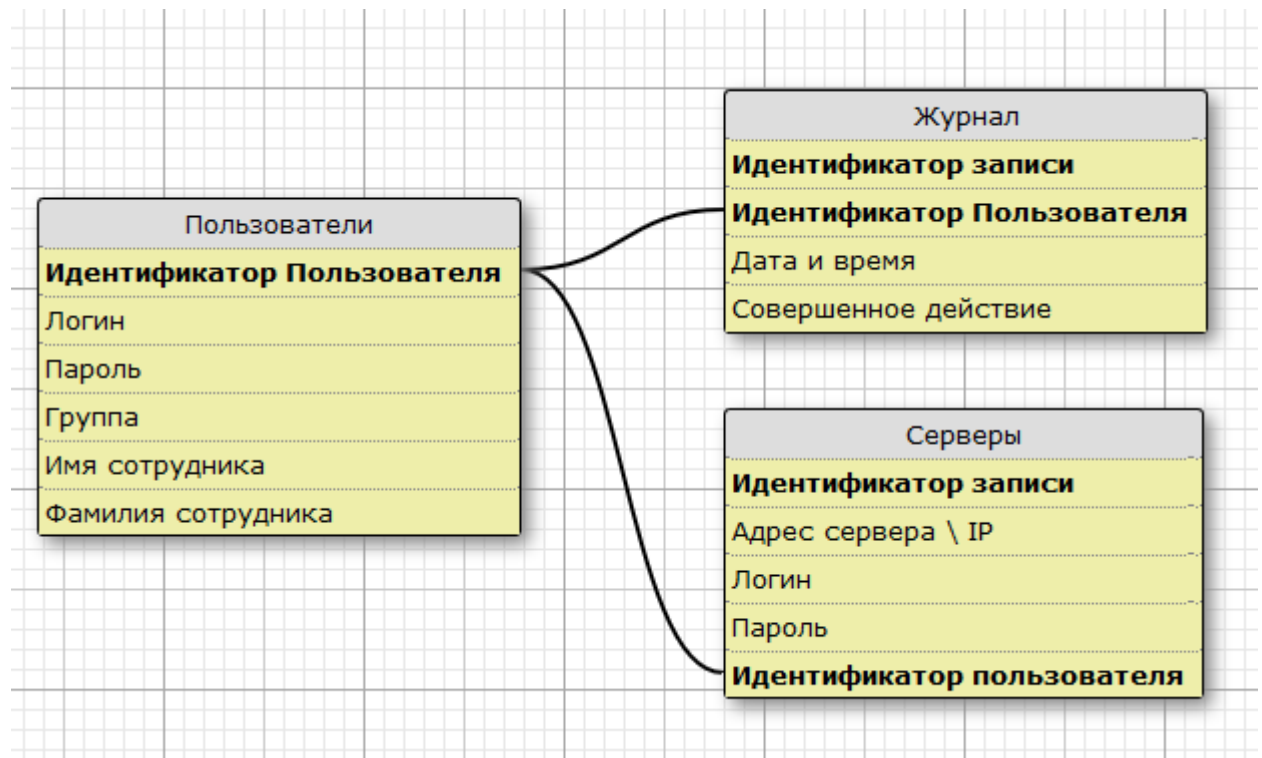 Пользователи
Идентификатор Пользователя
Логин
Пароль
Группа
Имя сотрудника
Фамилия сотрудника
Журнал
Идентификатор записи
Идентификатор Пользователя
Дата и время
Совершенное действие
Серверы
Идентификатор записи
Адрес сервера \ IP
Логин
Пароль
Идентификатор пользователя